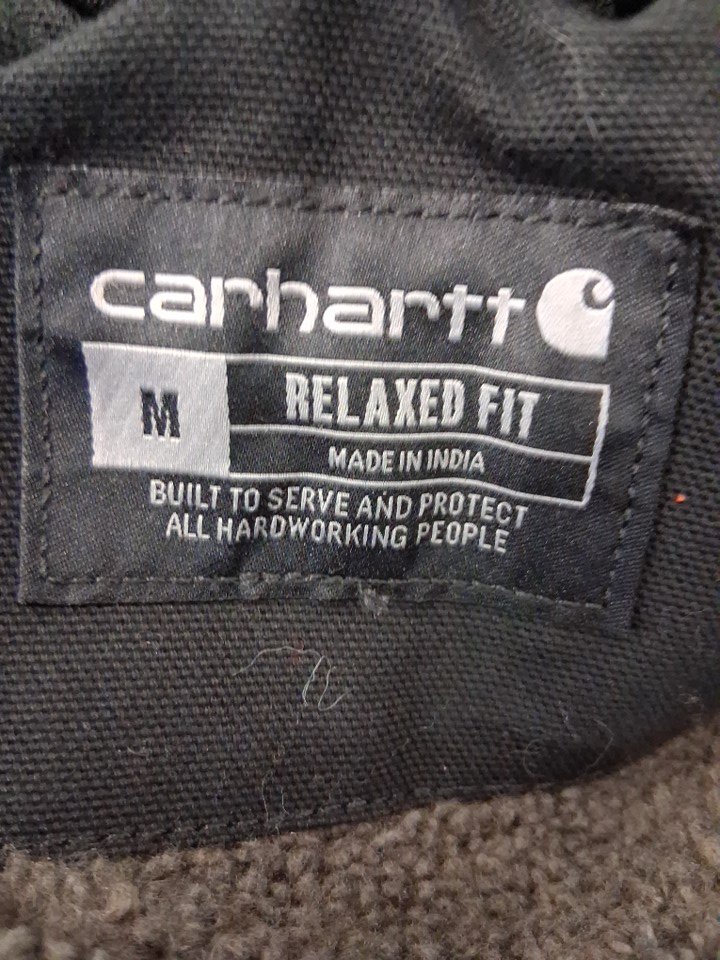 carhartt
M RELAXED FIT
MADE IN INDIA
BUILT TO SERVE AND PROTECT
ALL HARDWORKING PEOPLE